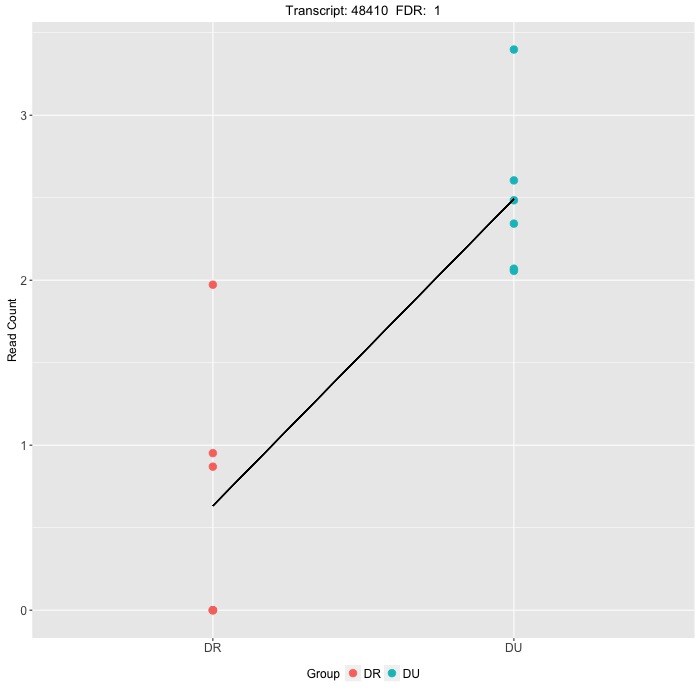 Transcript: 48410 FDR: 1
3
2
1
0
Read Count
DR DU
Group DR DU